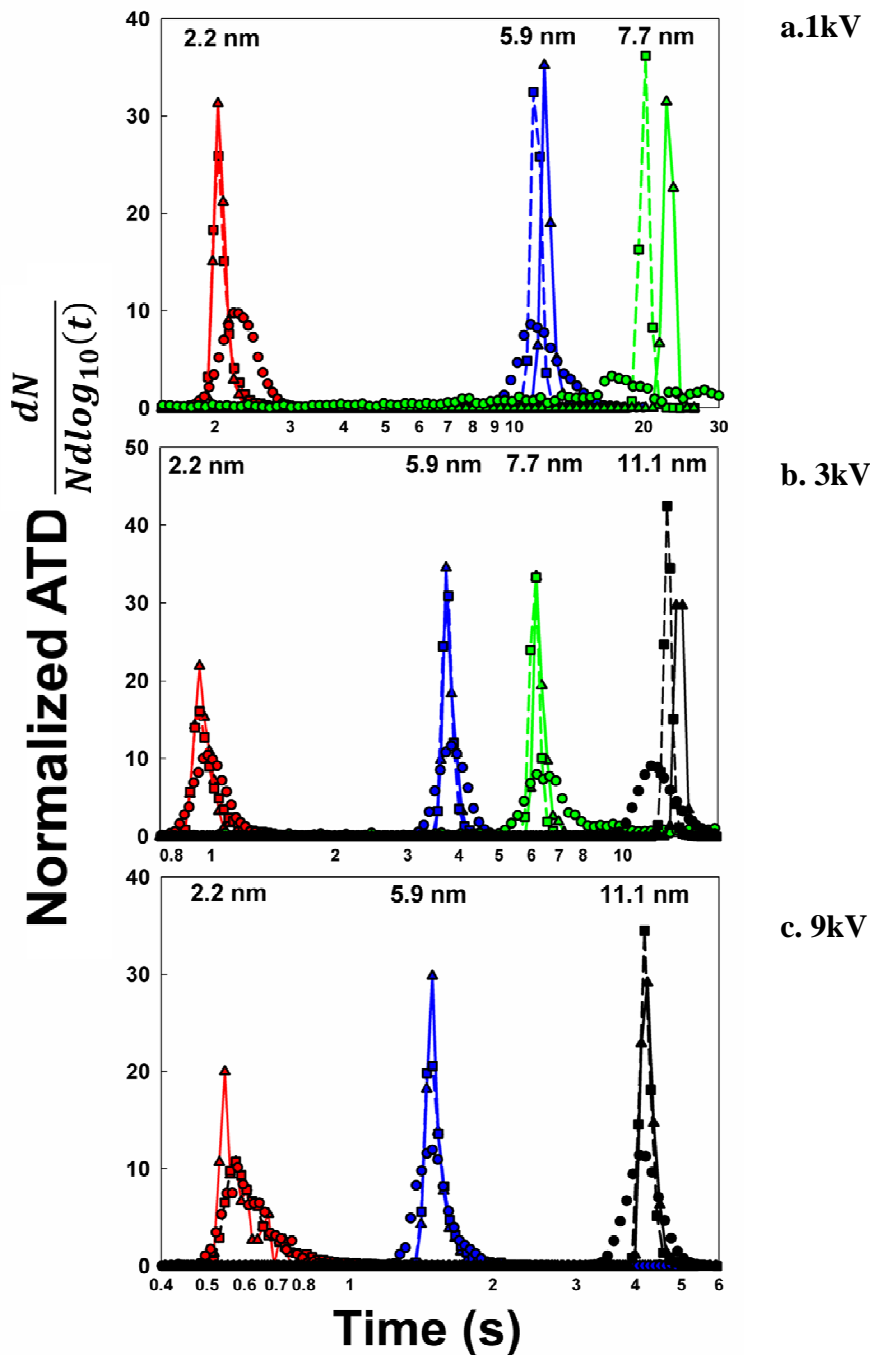 Normalized ATD dN / Ndlog₁₀(t)
a.1kV
2.2 nm 5.9 nm 7.7 nm
40
30
20
10
0
2 3 4 5 6 7 8 9 10 20 30
b. 3kV
2.2 nm 5.9 nm 7.7 nm 11.1 nm
50
40
30
20
10
0
0.8 1 2 3 4 5 6 7 8 10
c. 9kV
2.2 nm 5.9 nm 11.1 nm
40
30
20
10
0
0.4 0.5 0.6 0.7 0.8 1 2 3 4 5 6
Time (s)